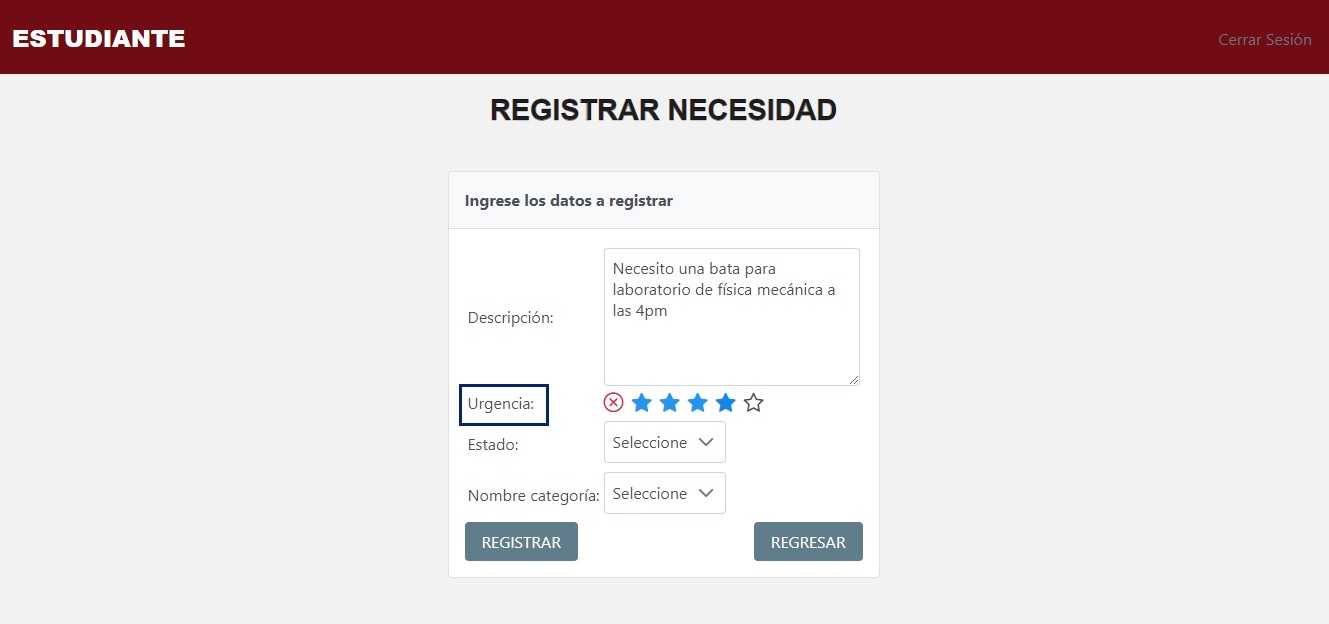 ESTUDIANTE
Cerrar Sesión
REGISTRAR NECESIDAD
Ingrese los datos a registrar
Descripción:
Necesito una bata para
laboratorio de física mecánica a
las 4pm
Urgencia:
Estado:
Seleccione
Nombre categoría:
Seleccione
REGISTRAR
REGRESAR